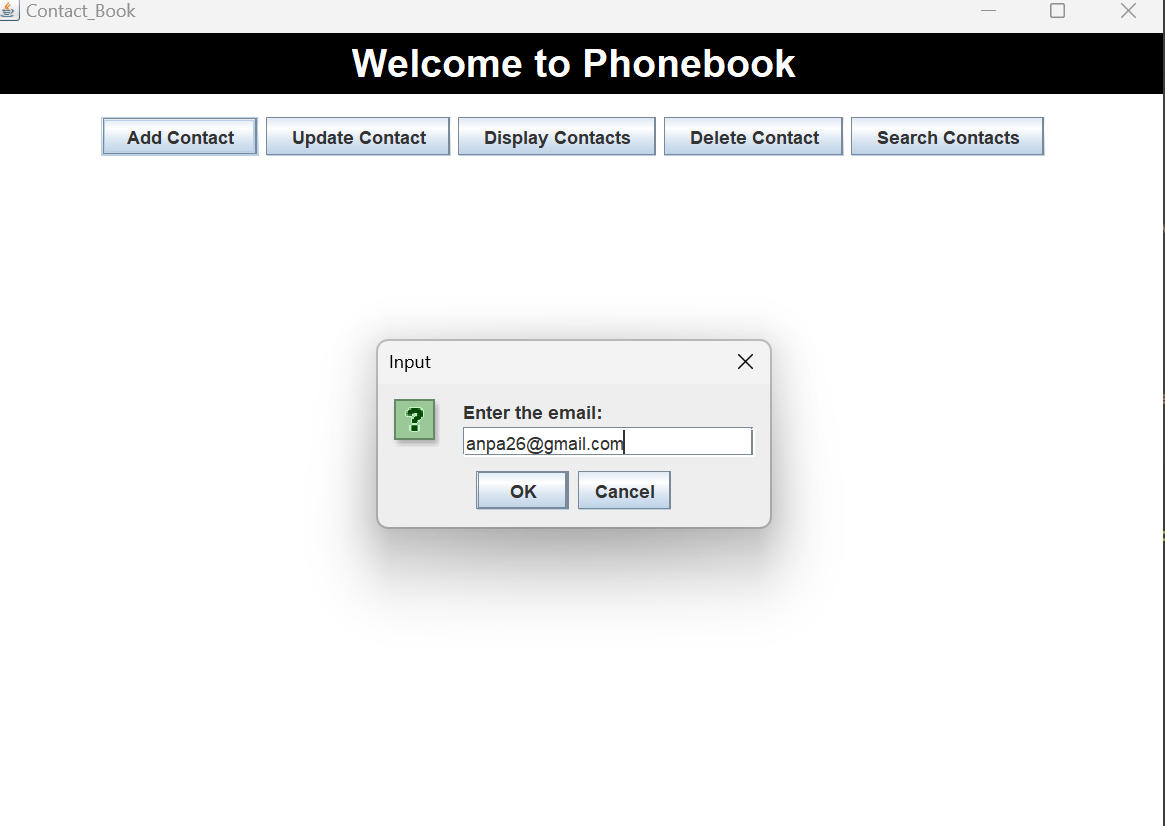 Contact_Book
Welcome to Phonebook
Add Contact Update Contact Display Contacts Delete Contact Search Contacts
Input
?
Enter the email:
anpa26@gmail.com
OK Cancel